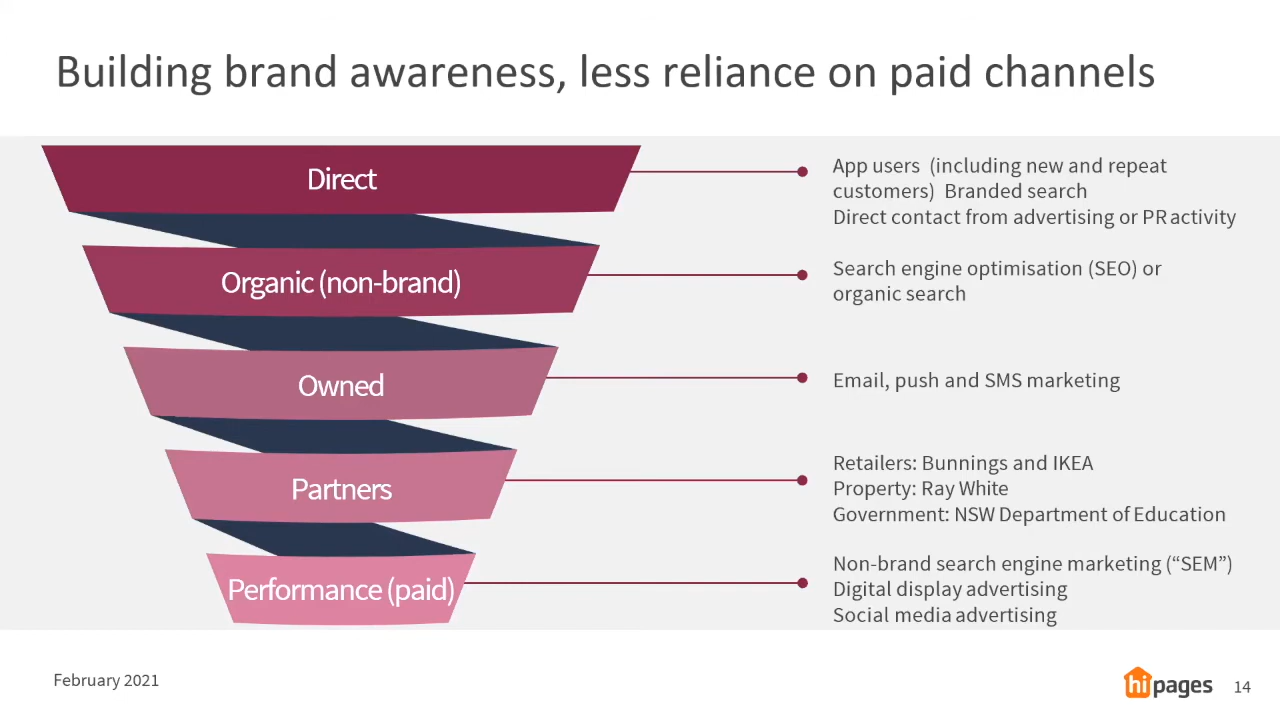 Building brand awareness, less reliance on paid channels
Direct
App users (including new and repeat
customers) Branded search
Direct contact from advertising or PR activity
Organic (non-brand)
Search engine optimisation (SEO) or
organic search
Owned
Email, push and SMS marketing
Partners
Retailers: Bunnings and IKEA
Property: Ray White
Government: NSW Department of Education
Performance (paid)
Non-brand search engine marketing (“SEM”)
Digital display advertising
Social media advertising
February 2021
hipages
14